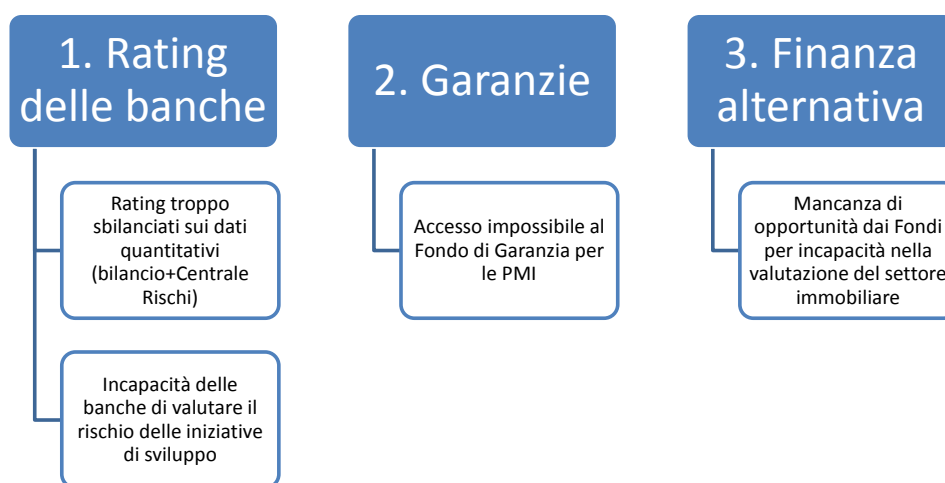 1. Rating
delle banche
Rating troppo
sbilanciati sui dati
quantitativi
(bilancio+Centrale
Rischi)
Incapacità delle
banche di valutare il
rischio delle iniziative
di sviluppo
2. Garanzie
Accesso impossibile al
Fondo di Garanzia per
le PMI
3. Finanza
alternativa
Mancanza di
opportunità dai Fondi
per incapacità nella
valutazione del settore
immobiliare